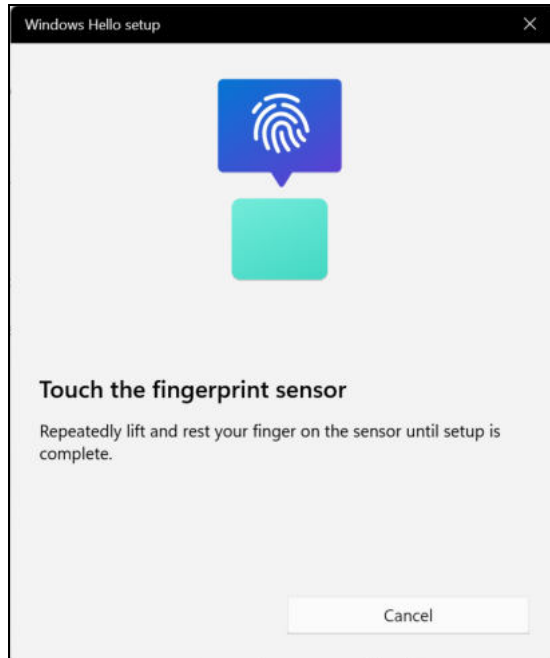 Windows Hello setup
Touch the fingerprint sensor
Repeatedly lift and rest your finger on the sensor until setup is
complete.
Cancel